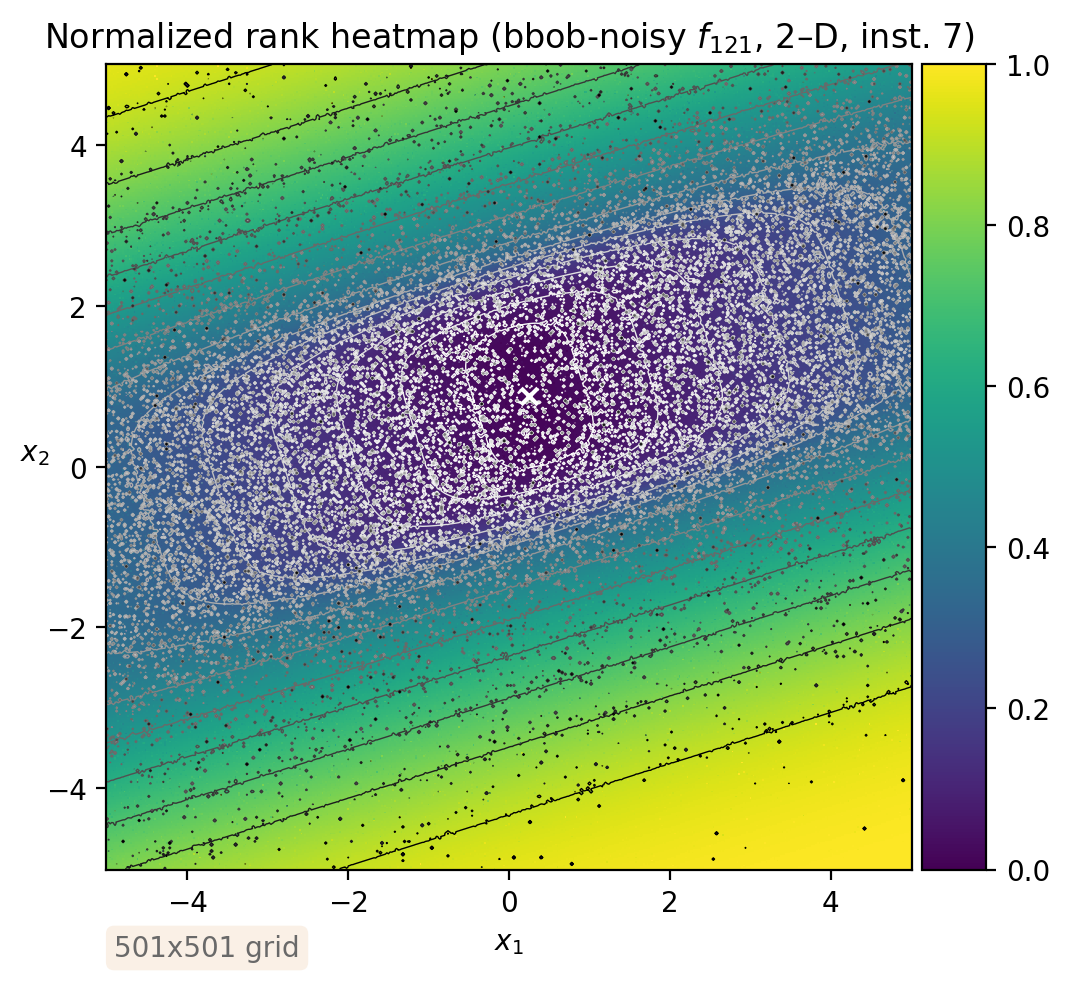 Normalized rank heatmap (bbob-noisy f₁₂₁, 2–D, inst. 7)
1.0
0.8
0.6
0.4
0.2
0.0
4
2
0
−2
−4
x₂
−4 −2 0 2 4
x₁
501x501 grid